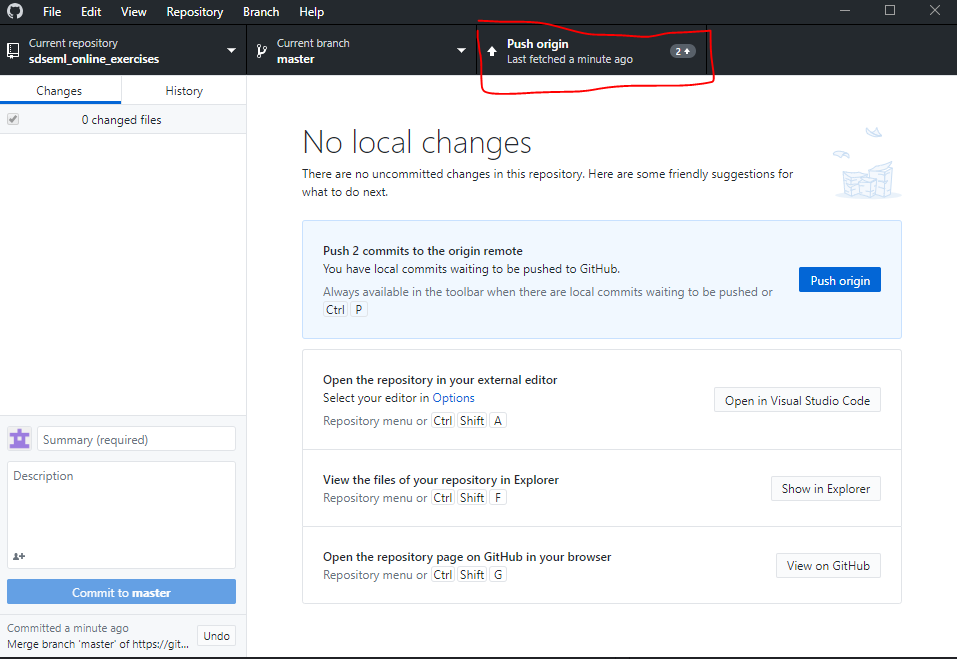 File Edit View Repository Branch Help
Current repository
sdseml_online_exercises
Current branch
master
Push origin
Last fetched a minute ago
2
Changes History
0 changed files
No local changes
There are no uncommitted changes in this repository. Here are some friendly suggestions for
what to do next.
Push 2 commits to the origin remote
You have local commits waiting to be pushed to GitHub.
Always available in the toolbar when there are local commits waiting to be pushed or
Ctrl P
Push origin
Open the repository in your external editor
Select your editor in Options
Repository menu or Ctrl Shift A
Open in Visual Studio Code
View the files of your repository in Explorer
Repository menu or Ctrl Shift F
Show in Explorer
Open the repository page on GitHub in your browser
Repository menu or Ctrl Shift G
View on GitHub
Summary (required)
Description
Commit to master
Committed a minute ago
Merge branch 'master' of https://git...
Undo